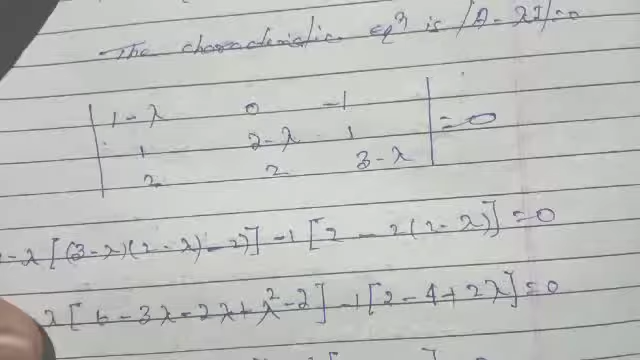 The characteristic eqn is |A - λI|=0
| 1-λ 0 -1 |
| 1 2-λ 1 | =0
| 2 2 3-λ |
-λ[(3-λ)(2-λ)-2)] -1[2-2(2-λ)]=0
λ[6-3λ-2λ+λ²-2] -1[2-4+2λ]=0